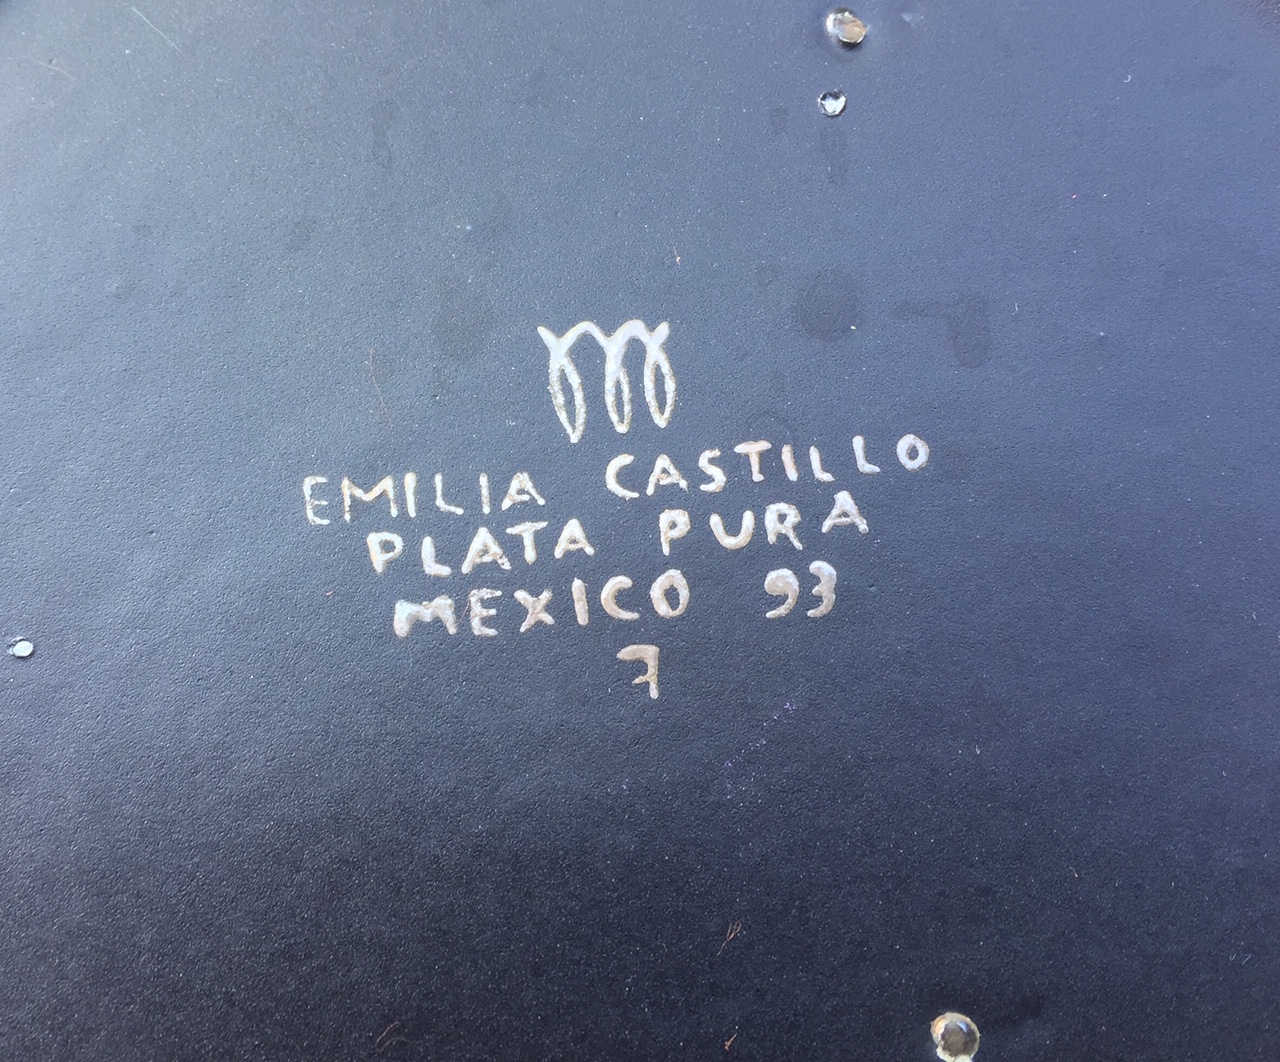 m
EMILIA CASTILLO
PLATA PURA
MEXICO 93
7